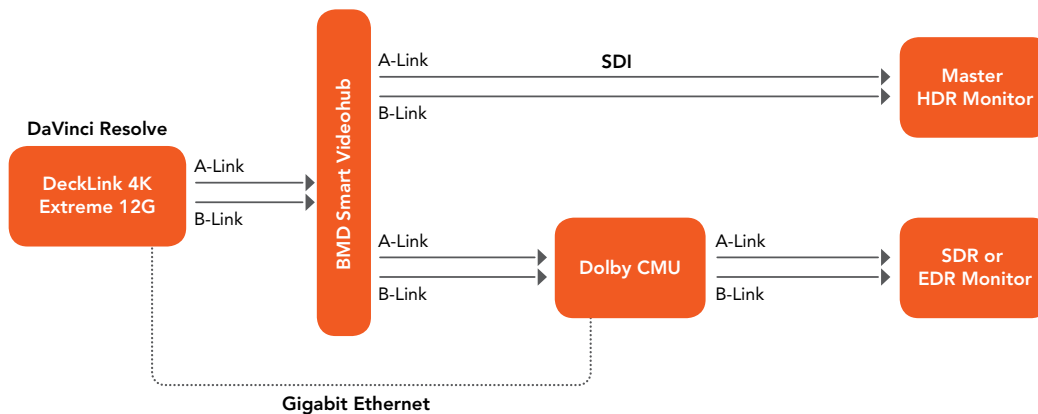 A-Link
SDI
B-Link
Master
HDR Monitor
DaVinci Resolve
DeckLink 4K
Extreme 12G
A-Link
B-Link
BMD Smart Videohub
A-Link
B-Link
Dolby CMU
A-Link
B-Link
SDR or
EDR Monitor
Gigabit Ethernet